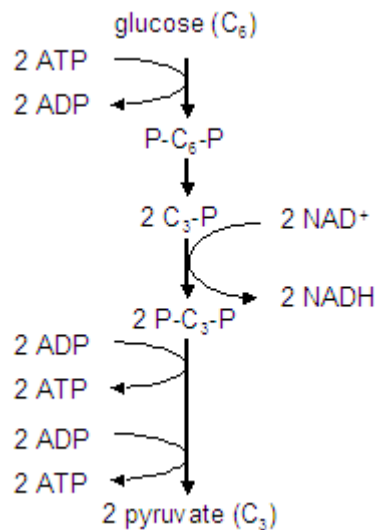 glucose (C₆)
2 ATP
2 ADP
P-C₆-P
2 C₃-P
2 NAD⁺
2 NADH
2 P-C₃-P
2 ADP
2 ATP
2 ADP
2 ATP
2 pyruvate (C₃)